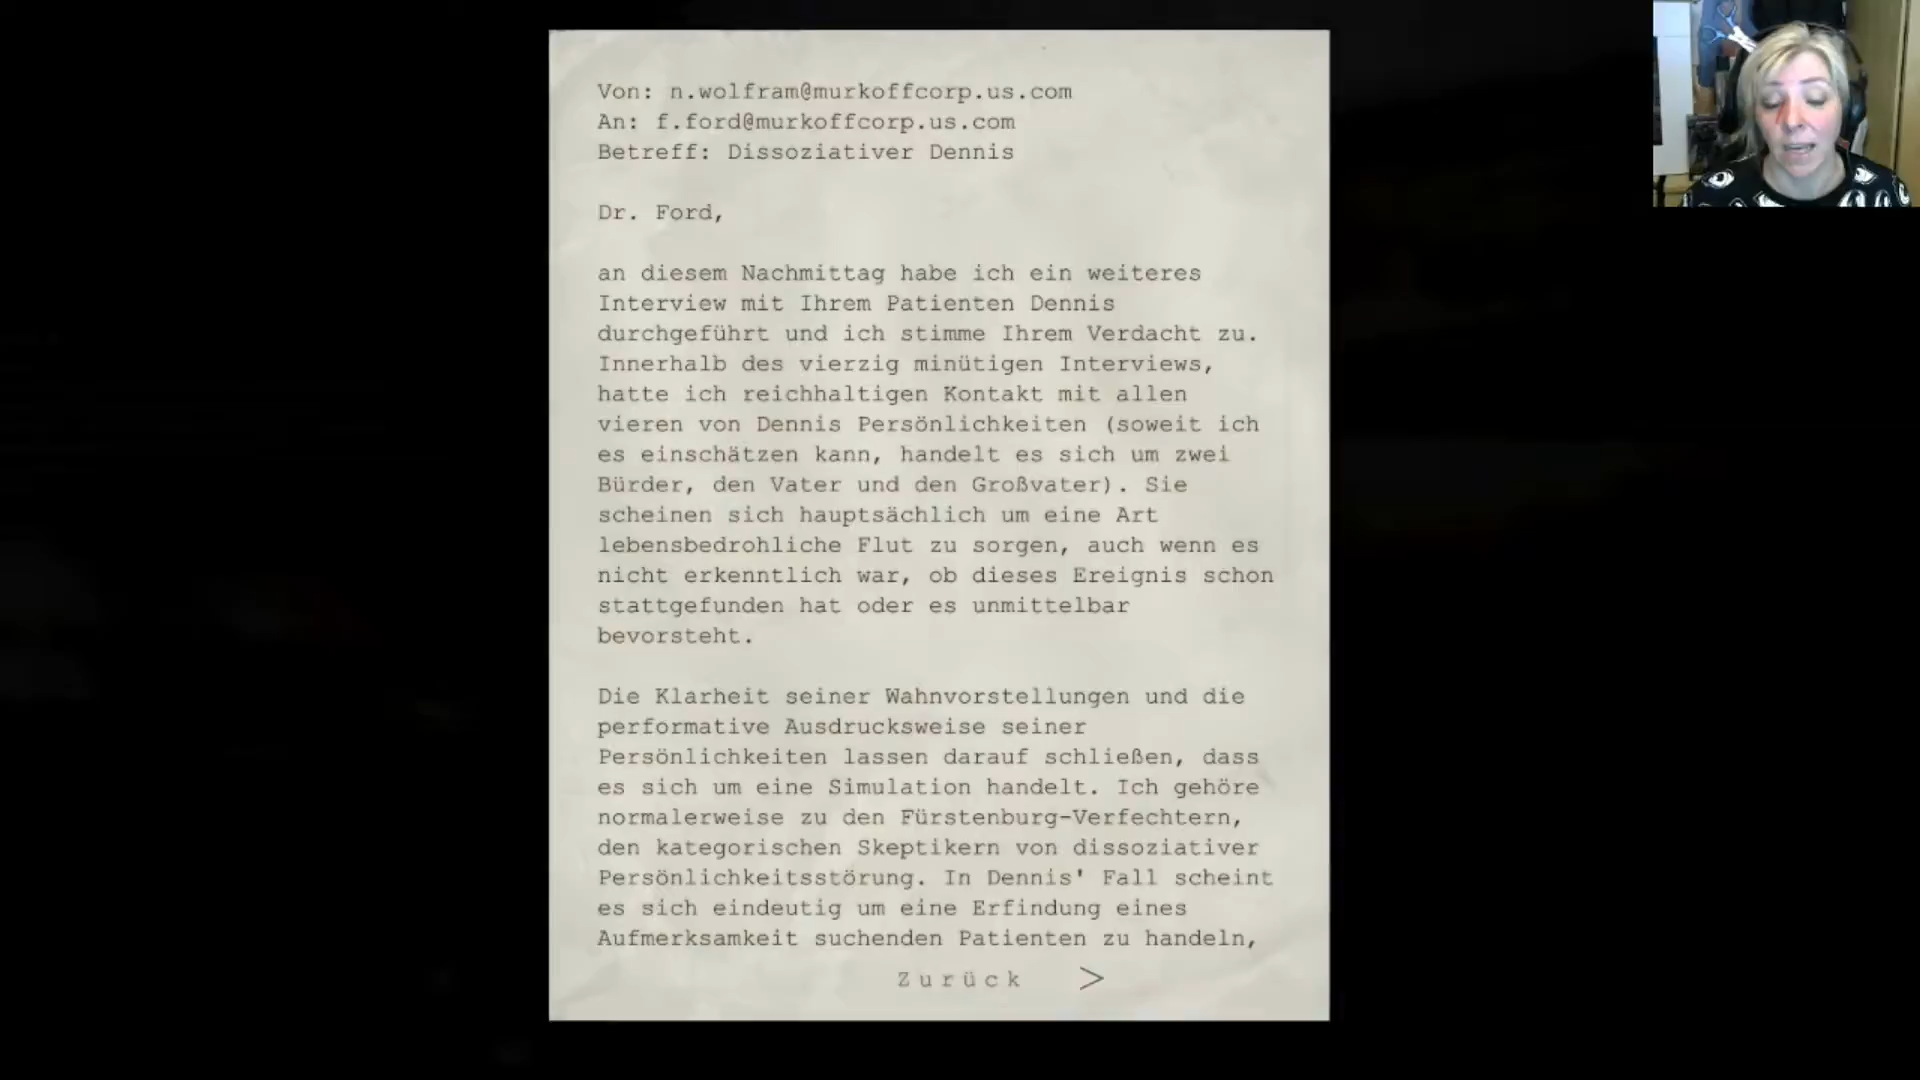 Von: n.wolfram@murkoffcorp.us.com
An: f.ford@murkoffcorp.us.com
Betreff: Dissoziativer Dennis
Dr. Ford,
an diesem Nachmittag habe ich ein weiteres
Interview mit Ihrem Patienten Dennis
durchgeführt und ich stimme Ihrem Verdacht zu.
Innerhalb des vierzig minütigen Interviews,
hatte ich reichhaltigen Kontakt mit allen
vieren von Dennis Persönlichkeiten (soweit ich
es einschätzen kann, handelt es sich um zwei
Bürder, den Vater und den Großvater). Sie
scheinen sich hauptsächlich um eine Art
lebensbedrohliche Flut zu sorgen, auch wenn es
nicht erkenntlich war, ob dieses Ereignis schon
stattgefunden hat oder es unmittelbar
bevorsteht.
Die Klarheit seiner Wahnvorstellungen und die
performative Ausdrucksweise seiner
Persönlichkeiten lassen darauf schließen, dass
es sich um eine Simulation handelt. Ich gehöre
normalerweise zu den Fürstenburg-Verfechtern,
den kategorischen Skeptikern von dissoziativer
Persönlichkeitsstörung. In Dennis' Fall scheint
es sich eindeutig um eine Erfindung eines
Aufmerksamkeit suchenden Patienten zu handeln,
Zurück >